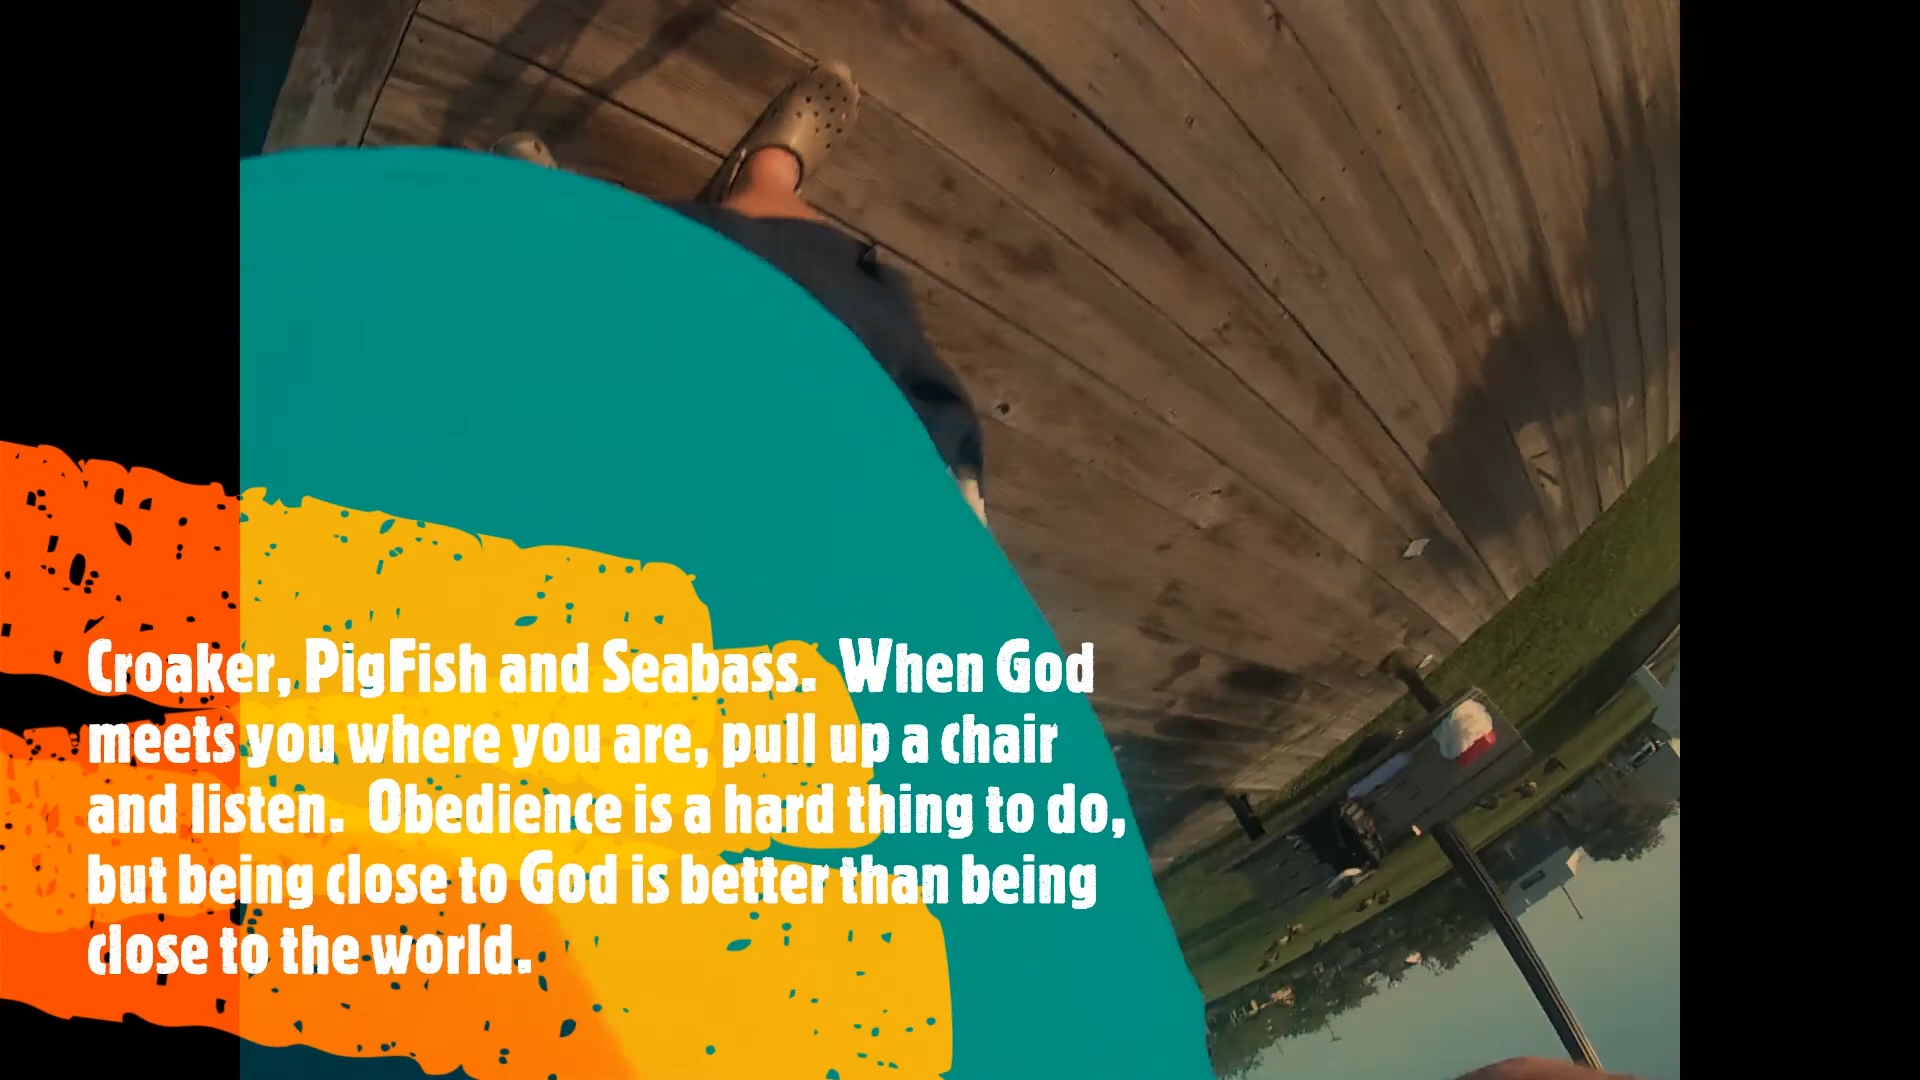 Croaker, PigFish and Seabass.  When God
meets you where you are, pull up a chair
and listen.  Obedience is a hard thing to do,
but being close to God is better than being
close to the world.